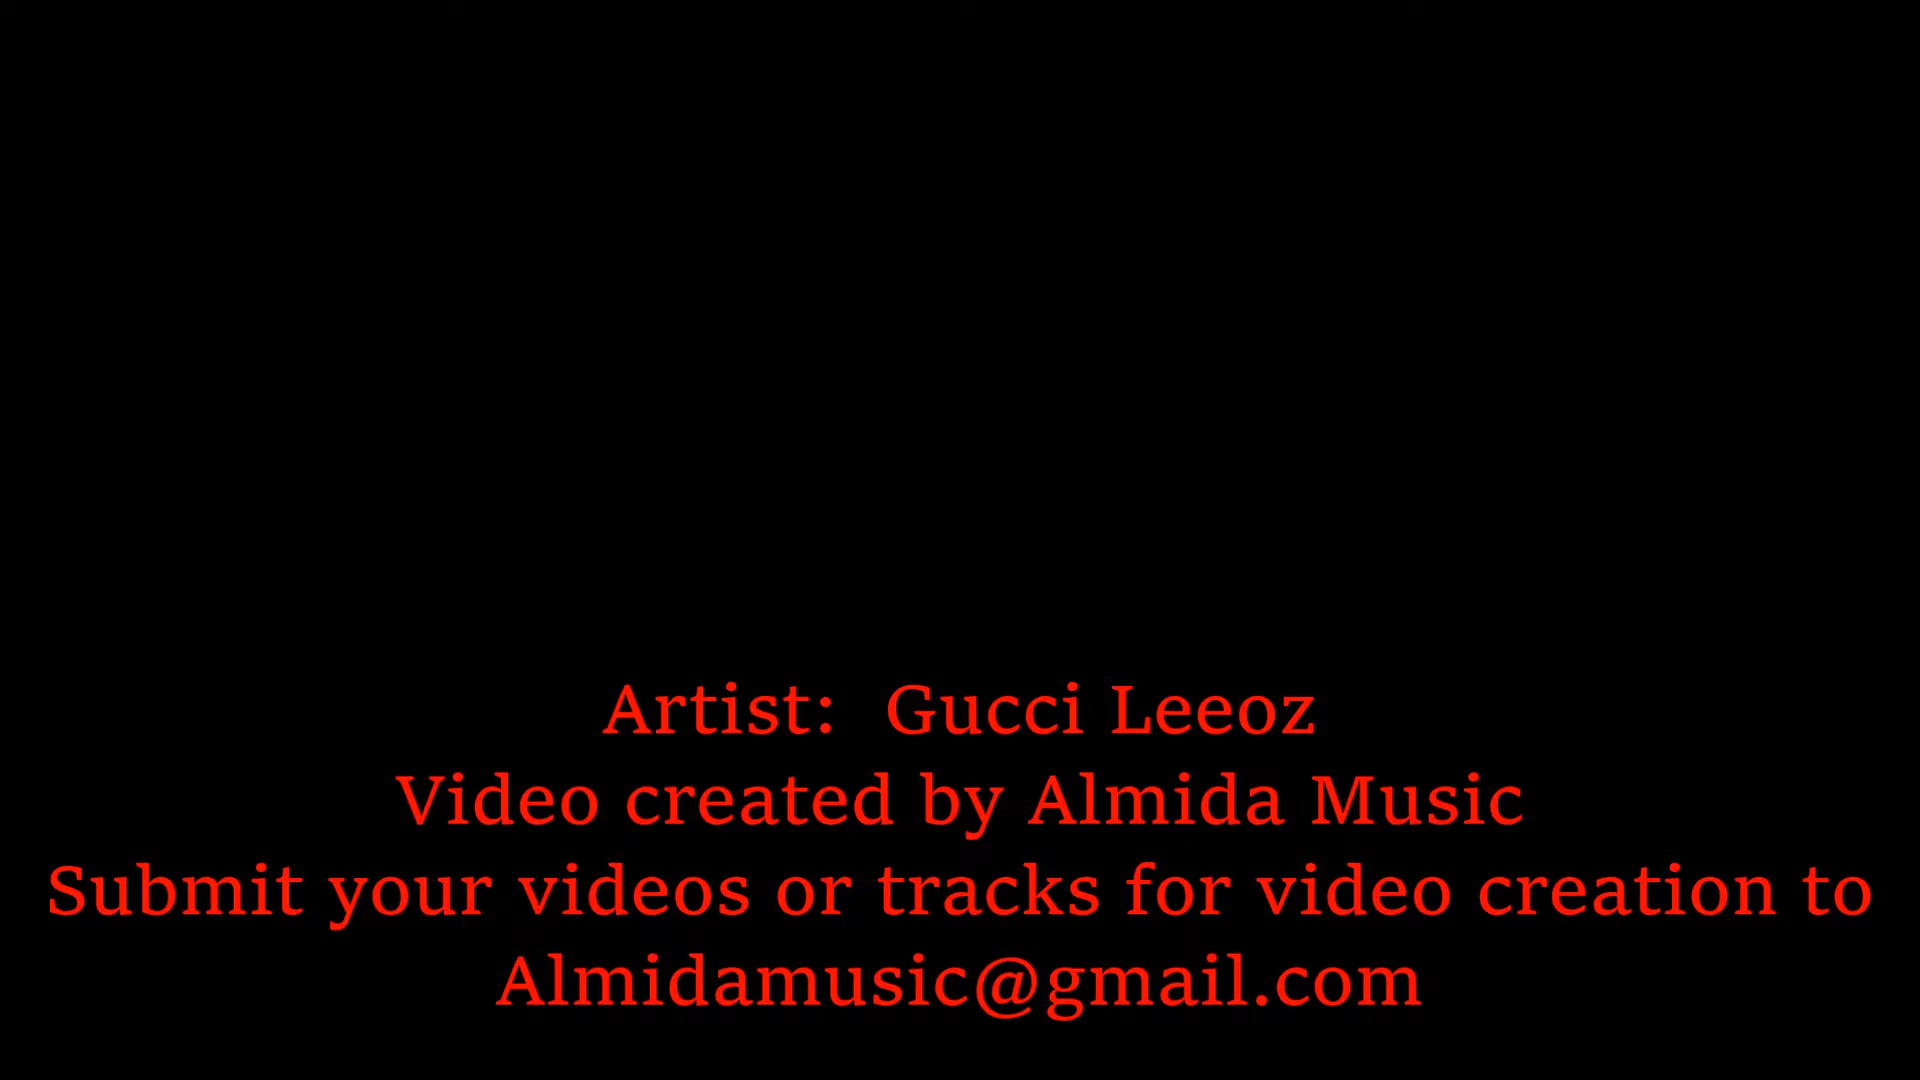 Artist:  Gucci Leeoz
Video created by Almida Music
Submit your videos or tracks for video creation to
Almidamusic@gmail.com